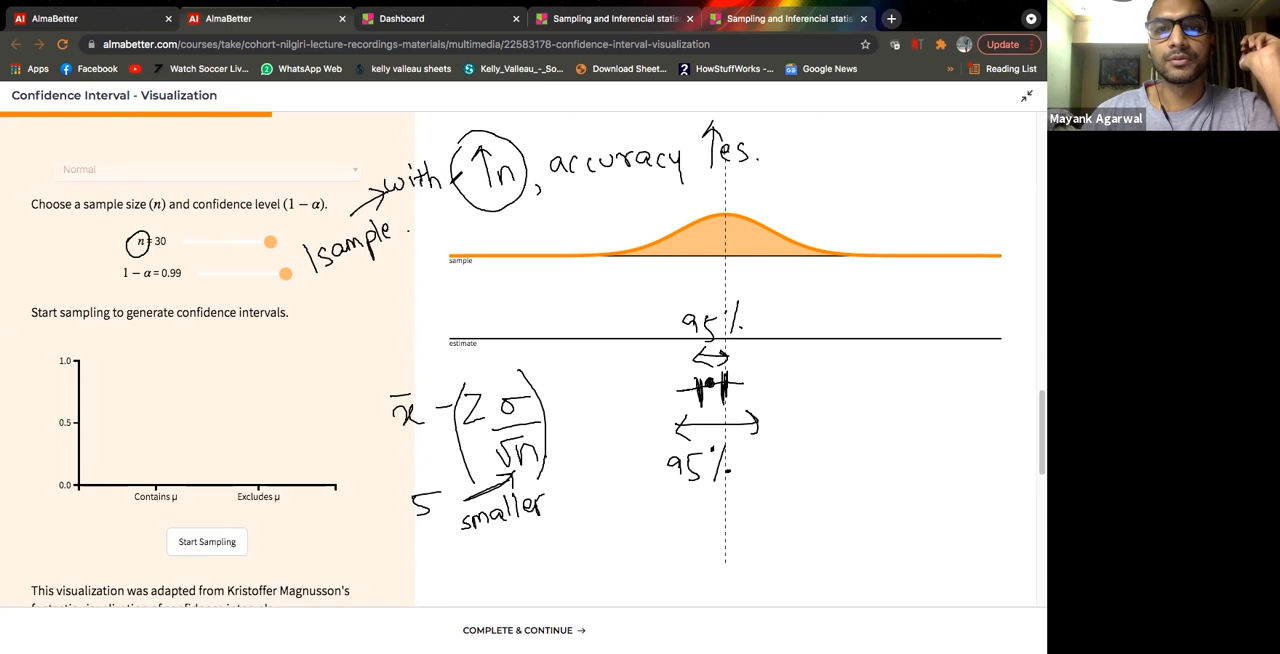 AlmaBetter
AlmaBetter
Dashboard
Sampling and Inferencial statis
Sampling and Inferencial statis
almabetter.com/courses/take/cohort-nilgiri-lecture-recordings-materials/multimedia/22583178-confidence-interval-visualization
Update
Apps
Facebook
Watch Soccer Liv...
WhatsApp Web
kelly valleau sheets
Kelly_Valleau_-_So...
Download Sheet...
HowStuffWorks -...
Google News
»
Reading List
Confidence Interval - Visualization
Mayank Agarwal
Normal
Choose a sample size (n) and confidence level (1 − α).
n = 30
1 − α = 0.99
Start sampling to generate confidence intervals.
1.0
0.5
0.0
Contains μ
Excludes μ
Start Sampling
This visualization was adapted from Kristoffer Magnusson's
with ↑n, accuracy ↑es.
1sample.
sample
95%
estimate
x̄ - (Z σ/√n)
95%
5
smaller
COMPLETE & CONTINUE →